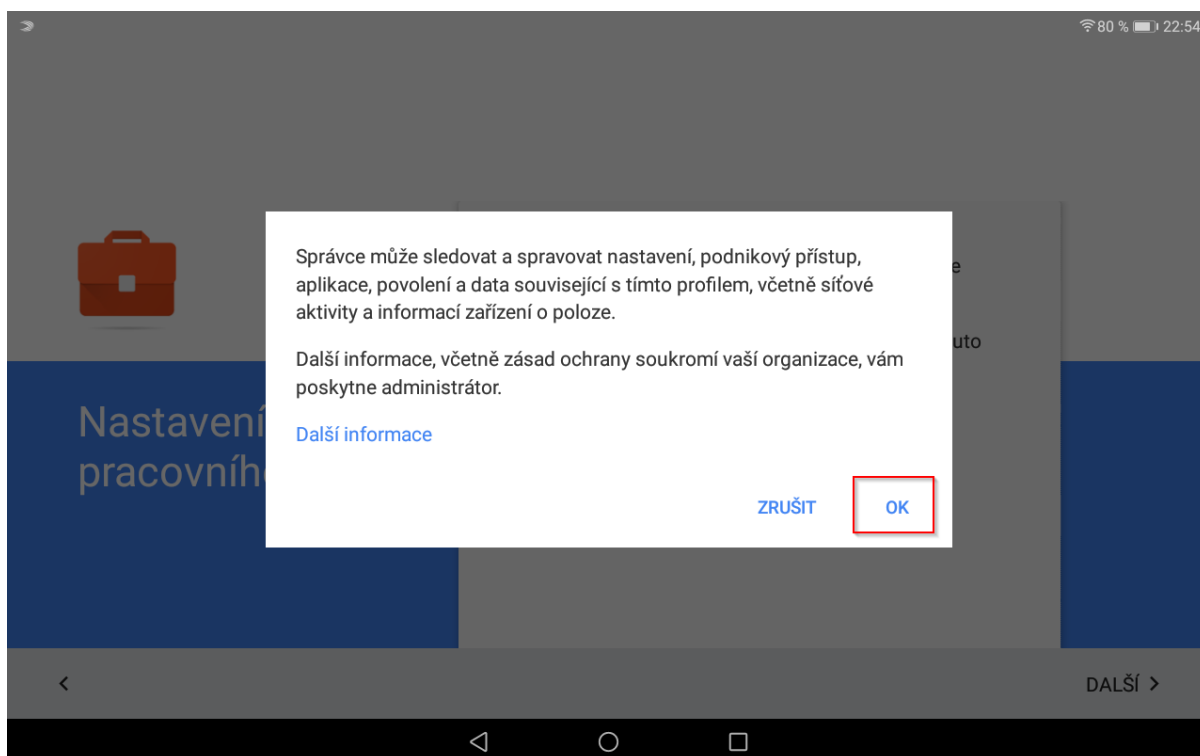 80 % 22:54
Správce může sledovat a spravovat nastavení, podnikový přístup,
aplikace, povolení a data související s tímto profilem, včetně síťové
aktivity a informací zařízení o poloze.
Další informace, včetně zásad ochrany soukromí vaší organizace, vám
poskytne administrátor.
Další informace
ZRUŠIT OK
Nastavení
DALŠÍ